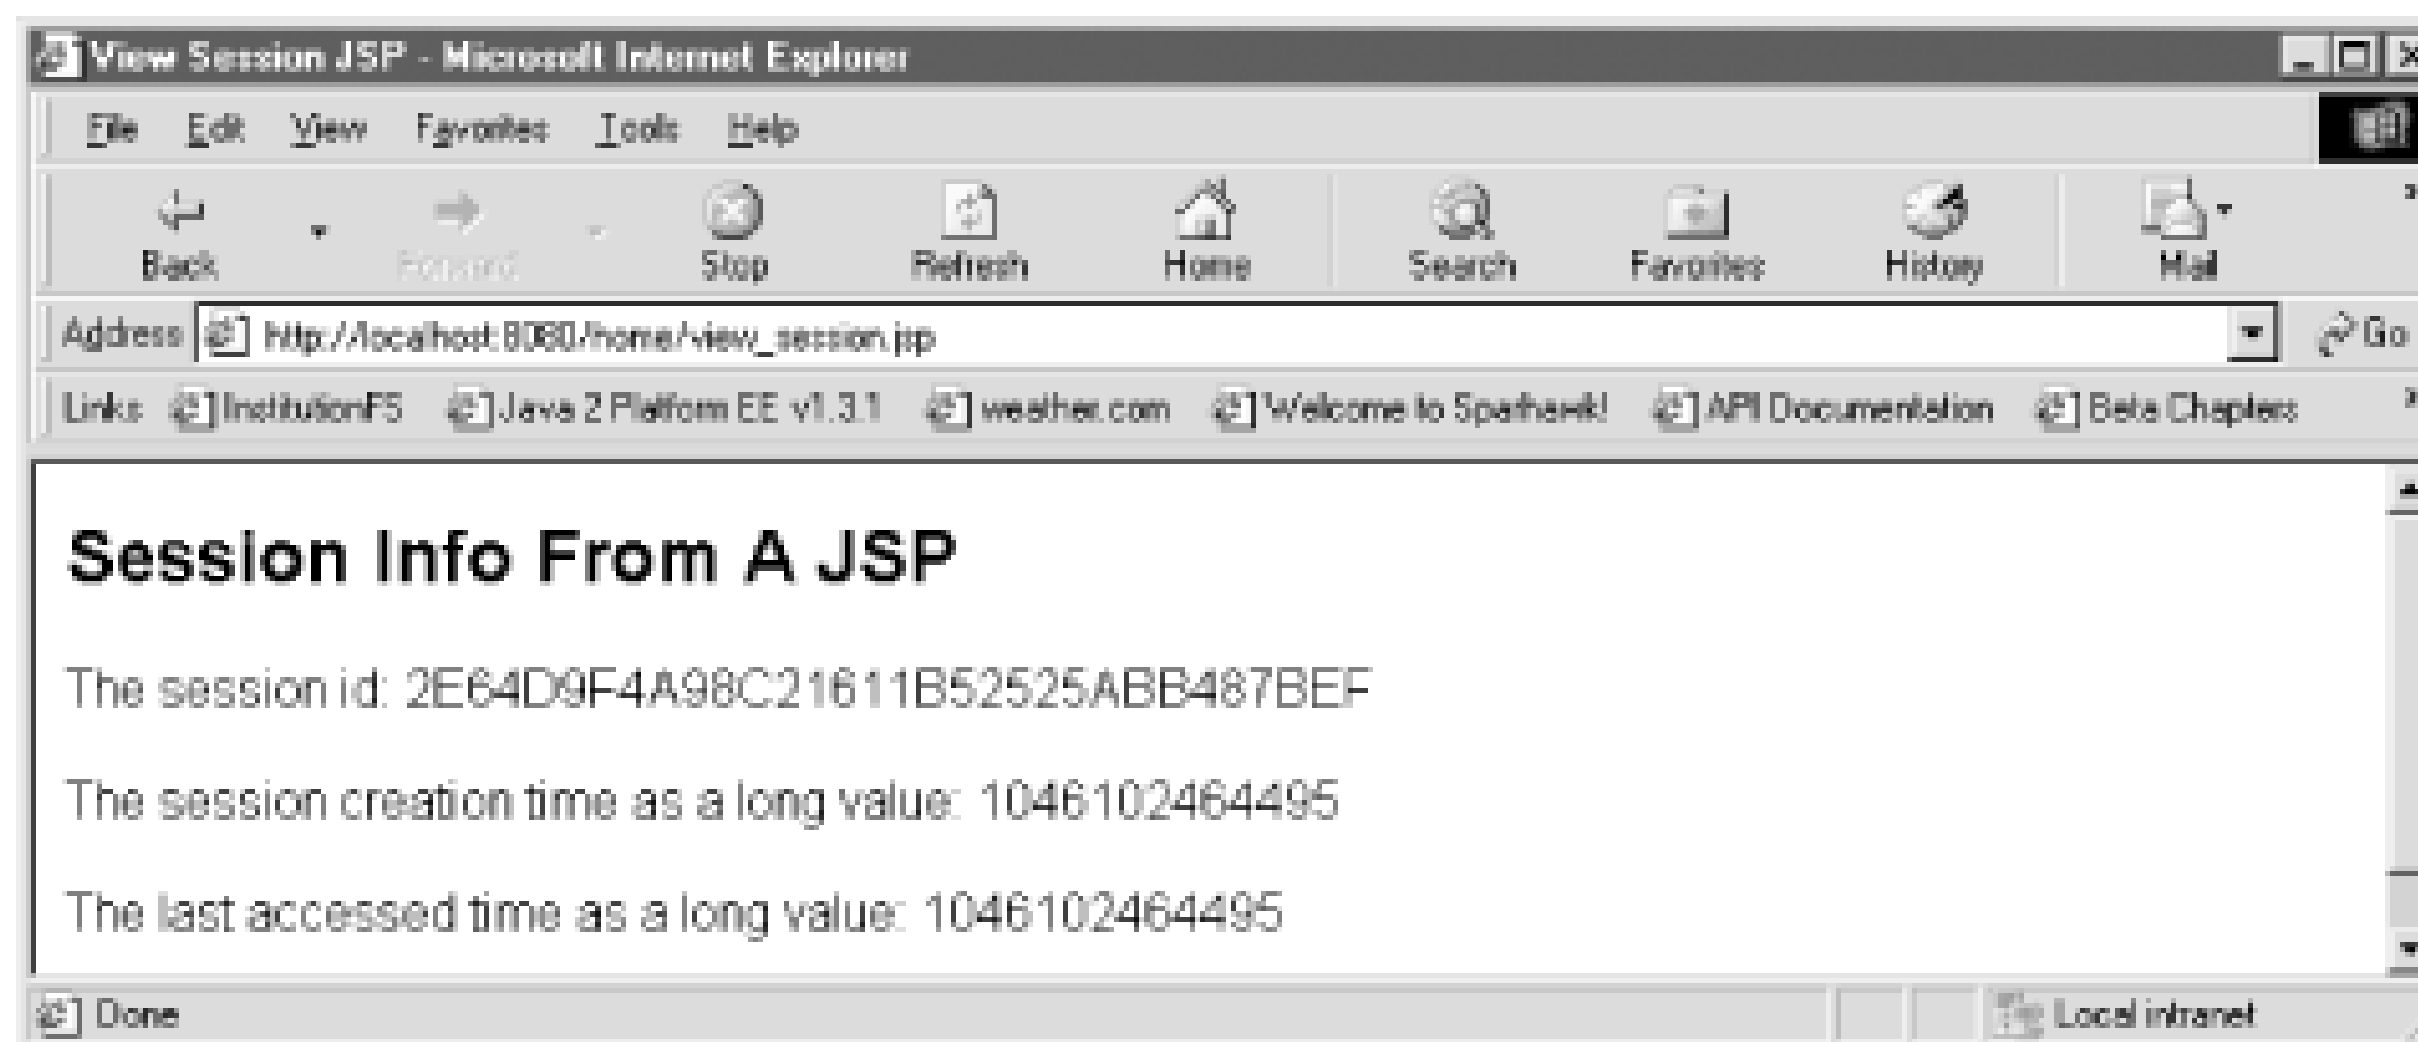 View Session JSP - Microsoft Internet Explorer
File Edit View Favorites Tools Help
Back Forward Stop Refresh Home Search Favorites History Mail
Address http://localhost:8080/home/view_session.jsp Go
Links InstitutionFS Java 2 Platform EE v1.3.1 weather.com Welcome to Sparhawk! API Documentation Beta Chapters
Session Info From A JSP
The session id: 2E64D9F4A98C21611B52525ABB487BEF
The session creation time as a long value: 1046102464495
The last accessed time as a long value: 1046102464495
Done Local intranet